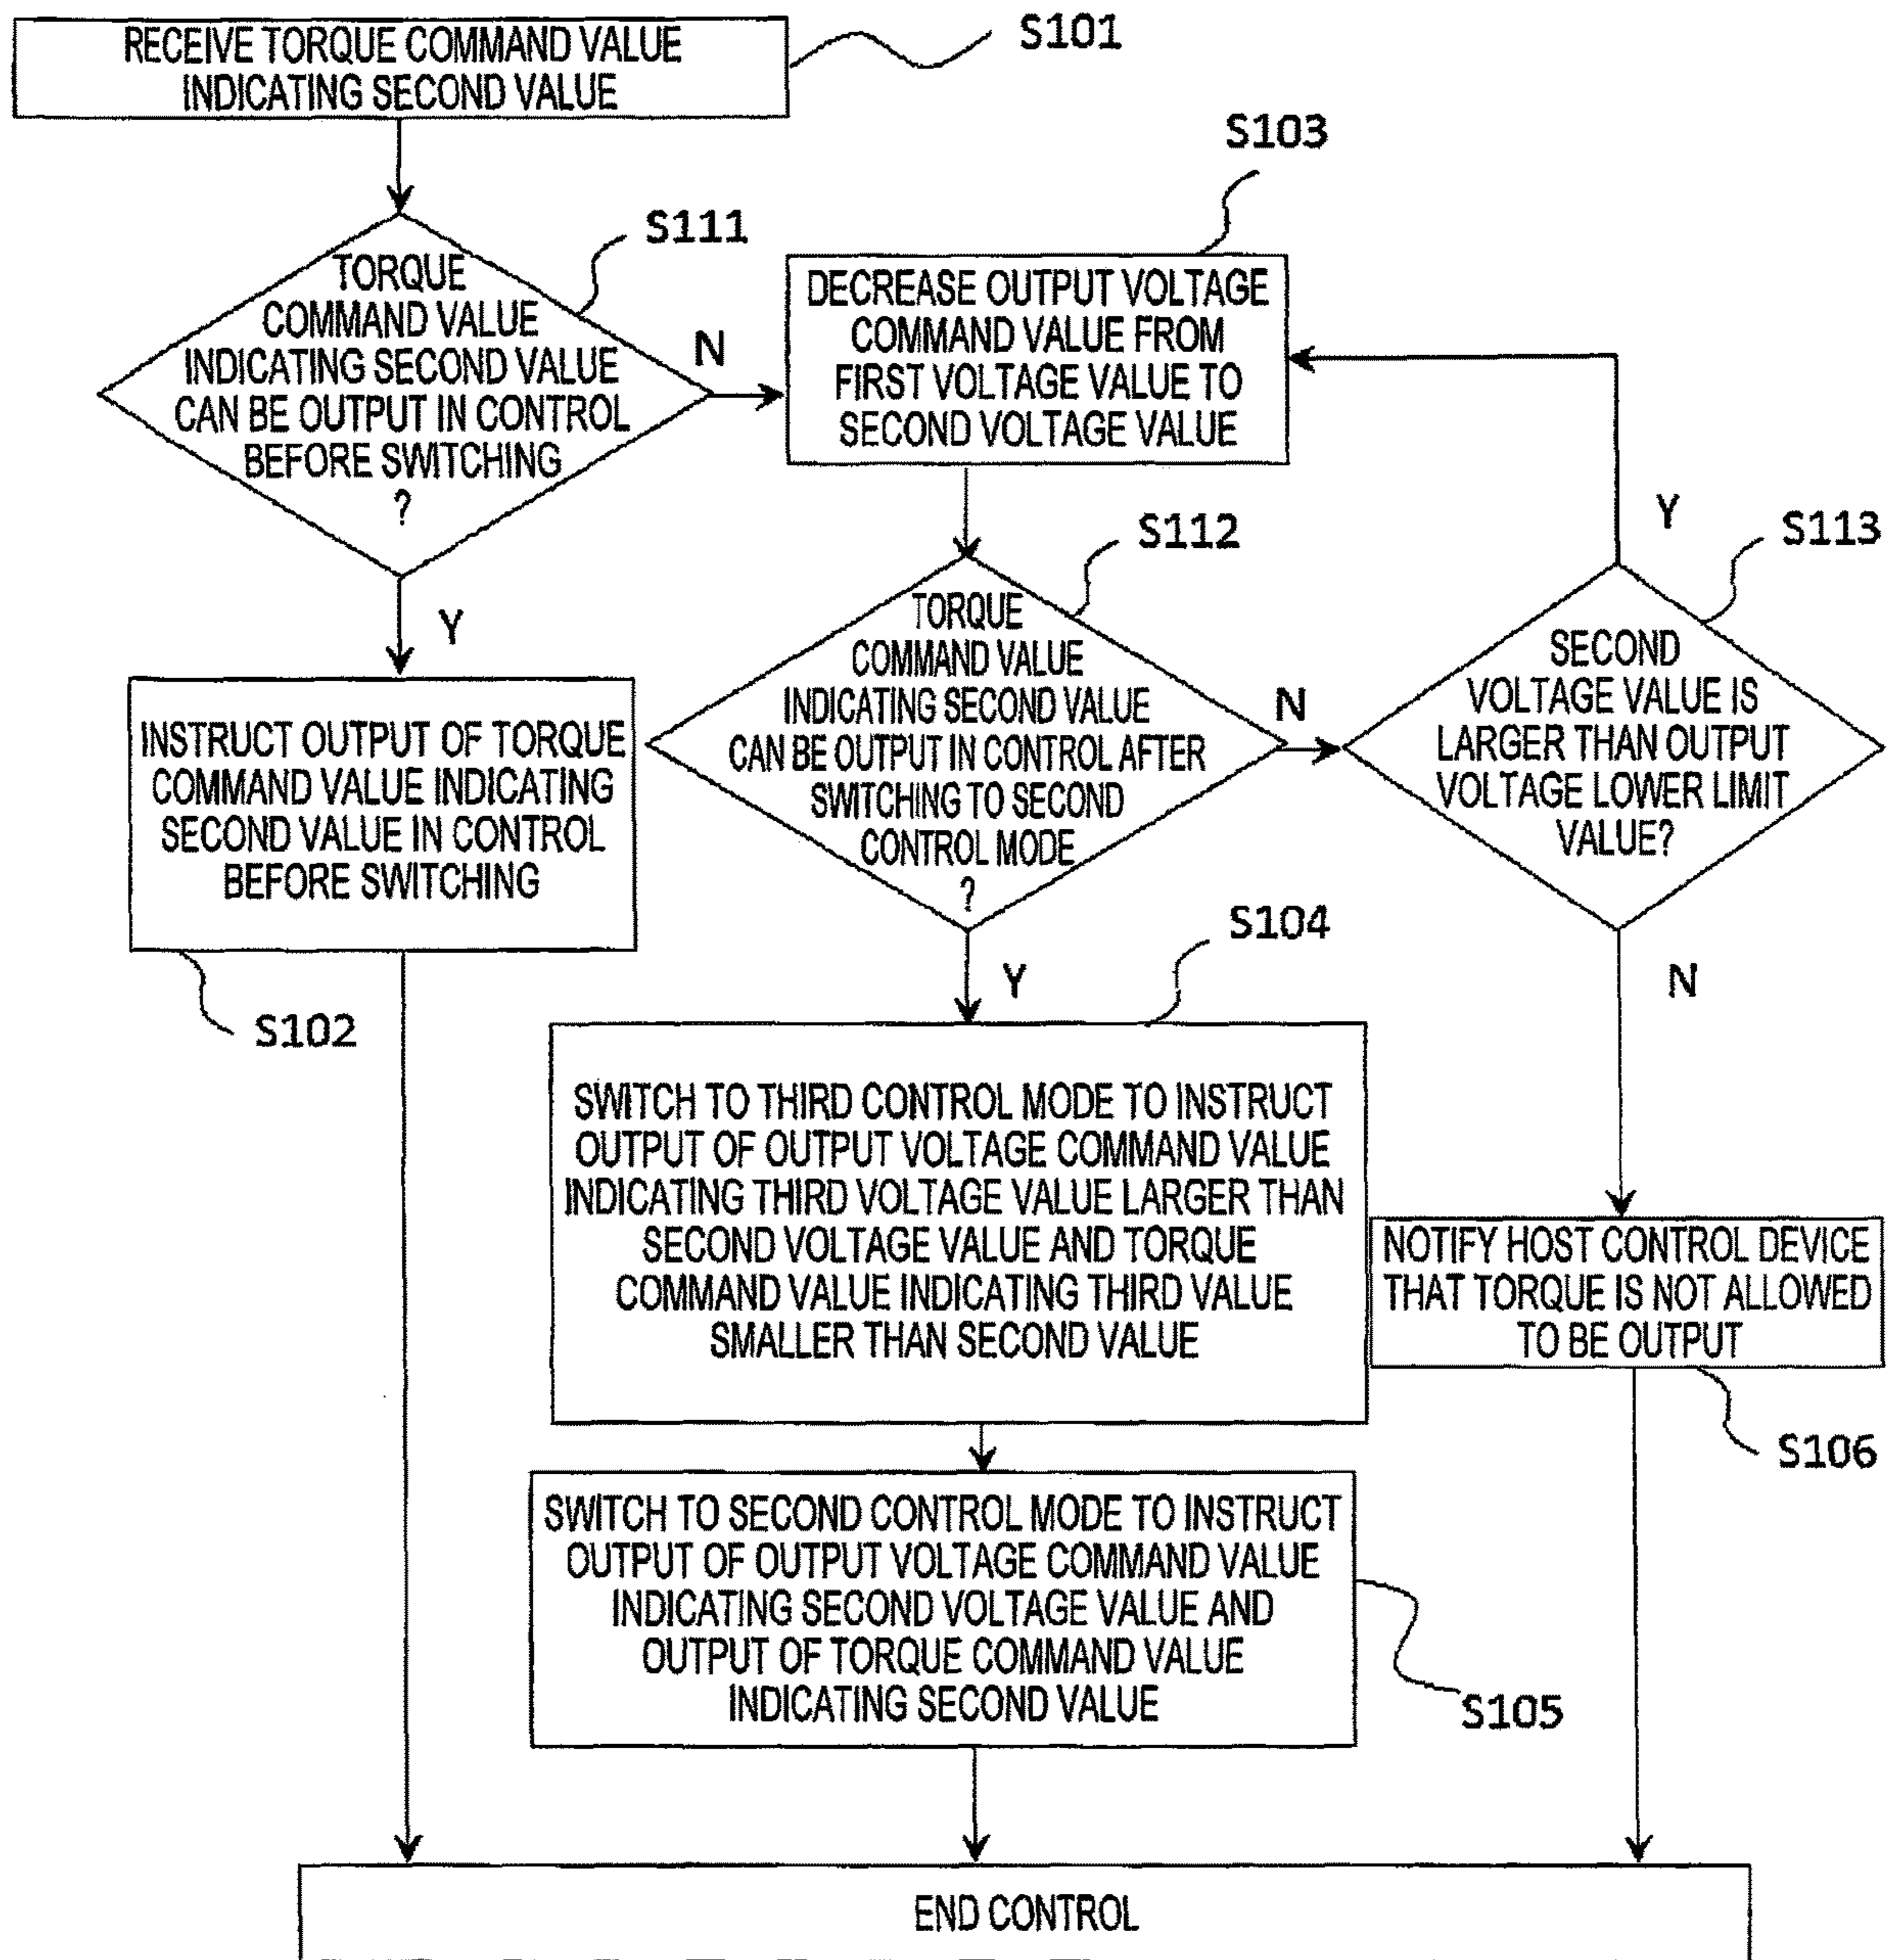 RECEIVE TORQUE COMMAND VALUE
INDICATING SECOND VALUE
S101
TORQUE
COMMAND VALUE
INDICATING SECOND VALUE
CAN BE OUTPUT IN CONTROL
BEFORE SWITCHING
?
S111
N
Y
INSTRUCT OUTPUT OF TORQUE
COMMAND VALUE INDICATING
SECOND VALUE IN CONTROL
BEFORE SWITCHING
S102
S103
DECREASE OUTPUT VOLTAGE
COMMAND VALUE FROM
FIRST VOLTAGE VALUE TO
SECOND VOLTAGE VALUE
S112
TORQUE
COMMAND VALUE
INDICATING SECOND VALUE
CAN BE OUTPUT IN CONTROL AFTER
SWITCHING TO SECOND
CONTROL MODE
?
N
Y
S113
Y
SECOND
VOLTAGE VALUE IS
LARGER THAN OUTPUT
VOLTAGE LOWER LIMIT
VALUE?
N
S104
SWITCH TO THIRD CONTROL MODE TO INSTRUCT
OUTPUT OF OUTPUT VOLTAGE COMMAND VALUE
INDICATING THIRD VOLTAGE VALUE LARGER THAN
SECOND VOLTAGE VALUE AND TORQUE
COMMAND VALUE INDICATING THIRD VALUE
SMALLER THAN SECOND VALUE
NOTIFY HOST CONTROL DEVICE
THAT TORQUE IS NOT ALLOWED
TO BE OUTPUT
S106
SWITCH TO SECOND CONTROL MODE TO INSTRUCT
OUTPUT OF OUTPUT VOLTAGE COMMAND VALUE
INDICATING SECOND VOLTAGE VALUE AND
OUTPUT OF TORQUE COMMAND VALUE
INDICATING SECOND VALUE
S105
END CONTROL